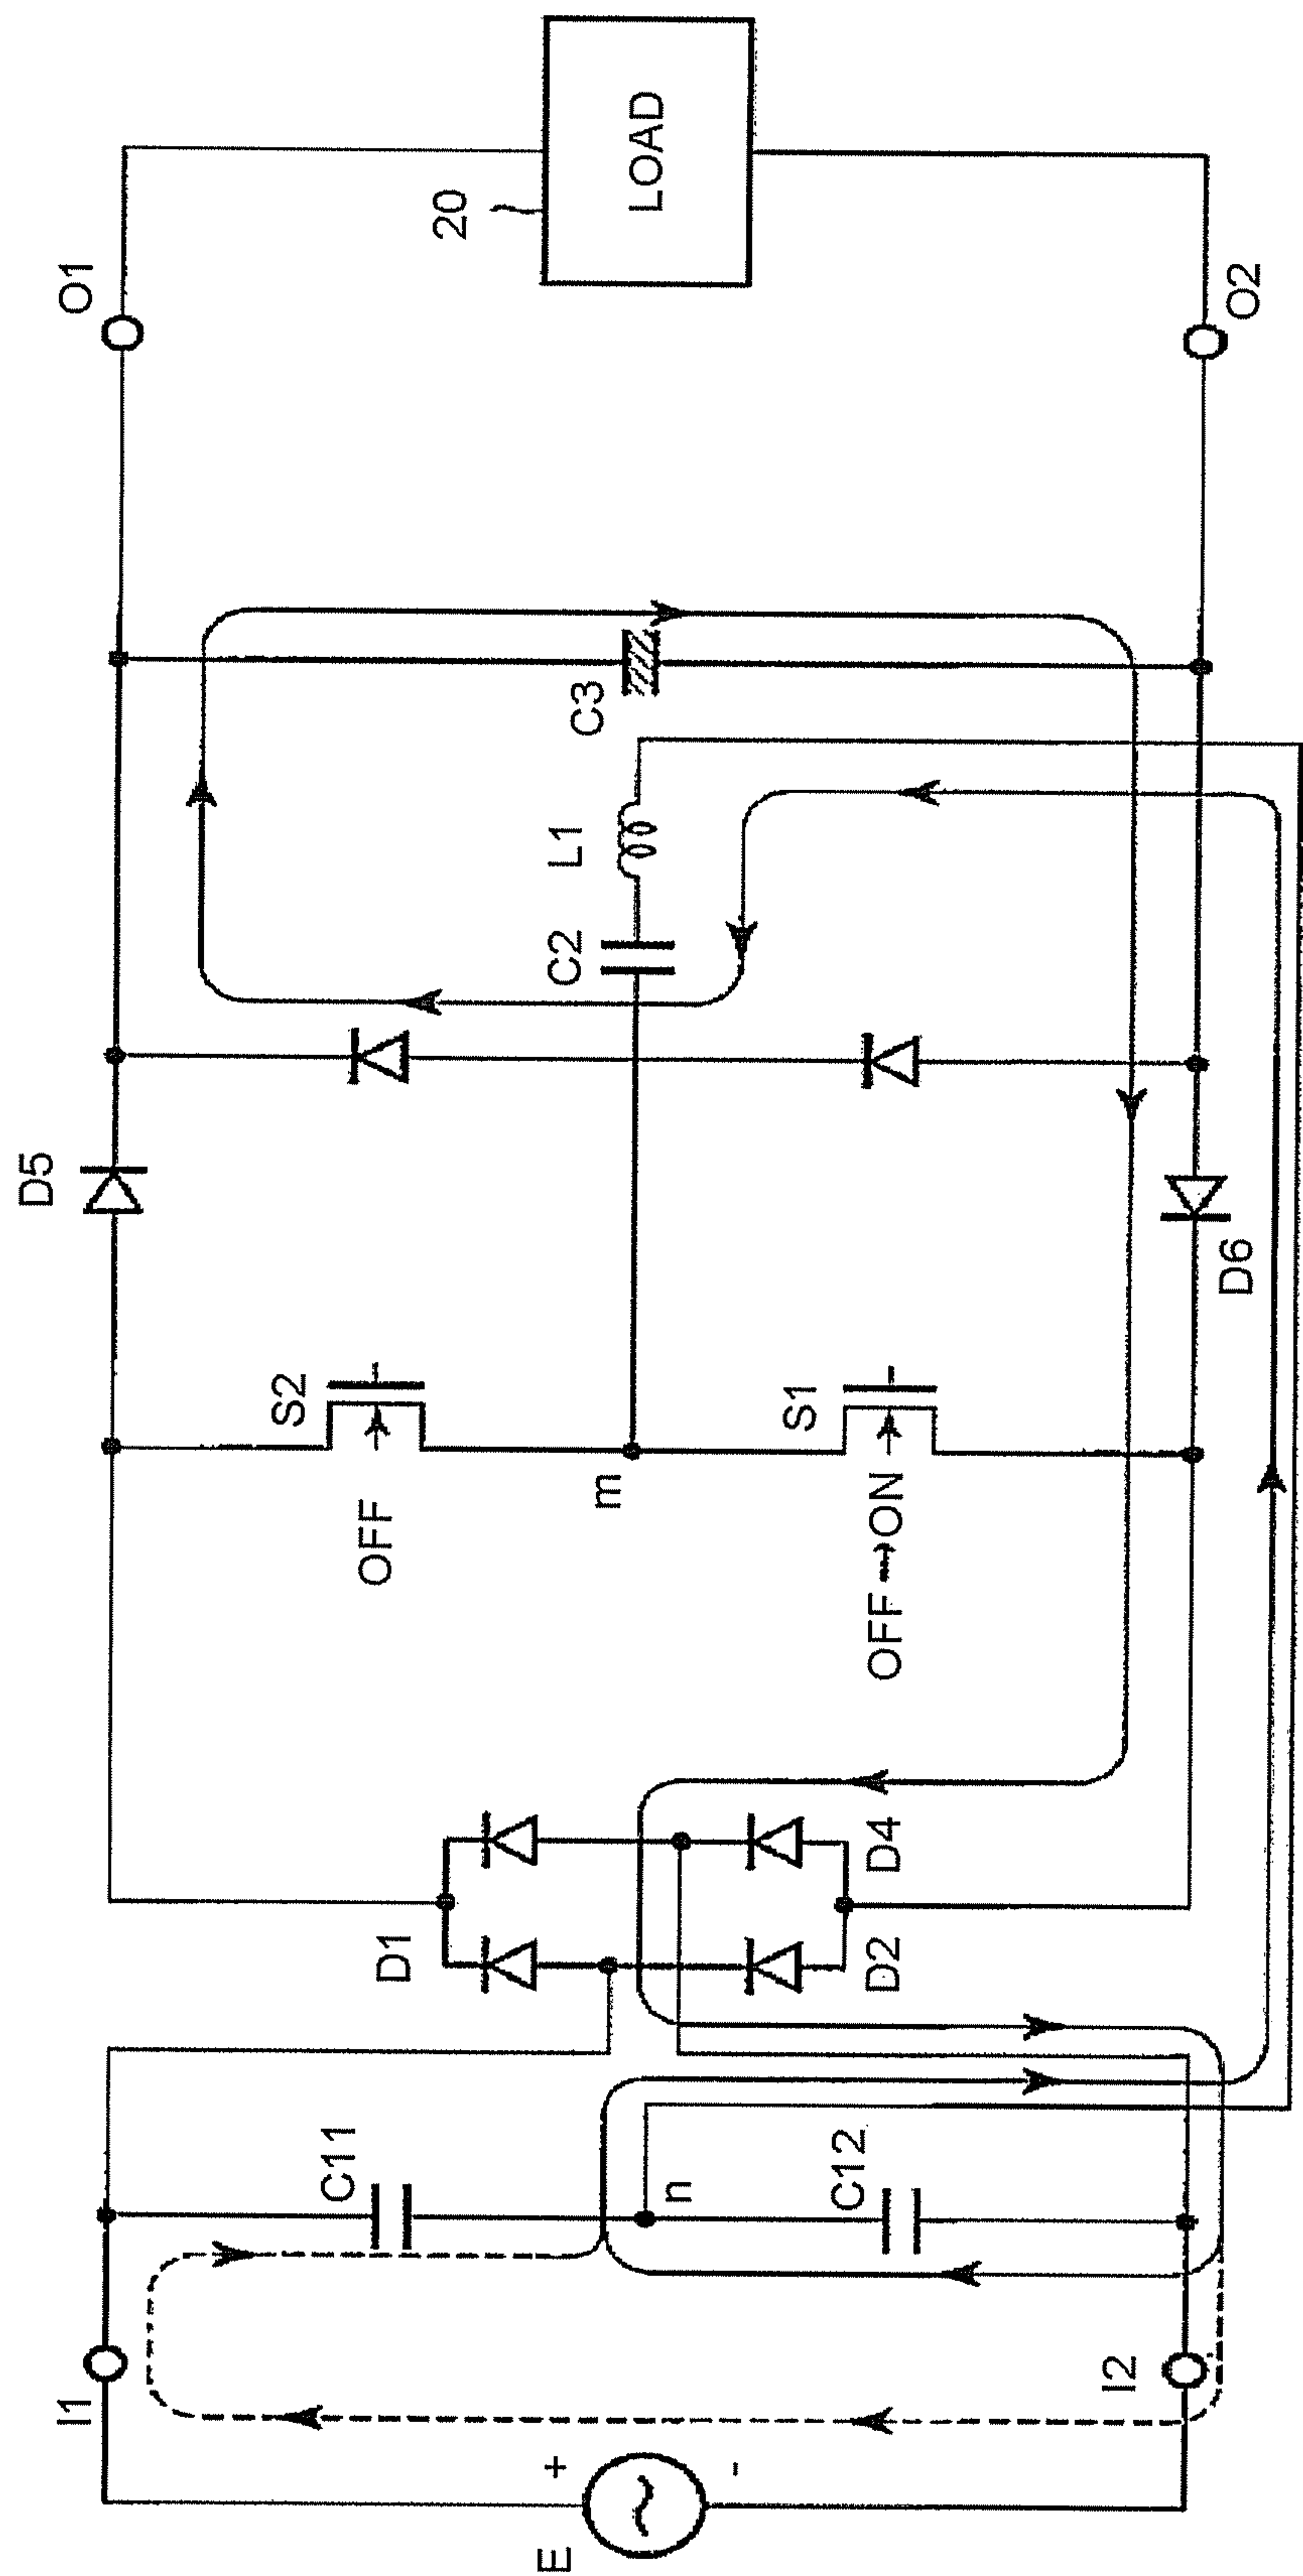 E
+
-
I1
I2
C11
n
C12
D1
D2
D4
OFF
S2
m
OFF→ON
S1
D5
D6
C2
L1
C3
O1
O2
20
LOAD